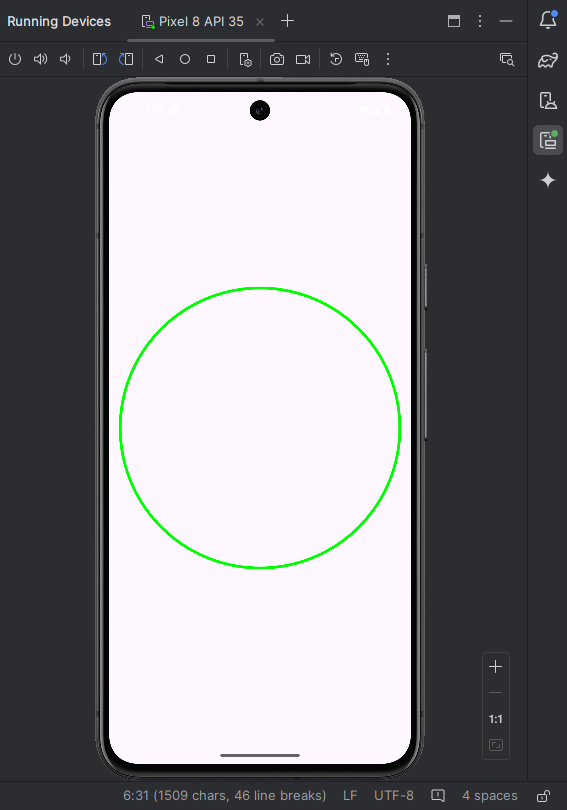 Running Devices
Pixel 8 API 35
1:1
6:31 (1509 chars, 46 line breaks) LF UTF-8 4 spaces